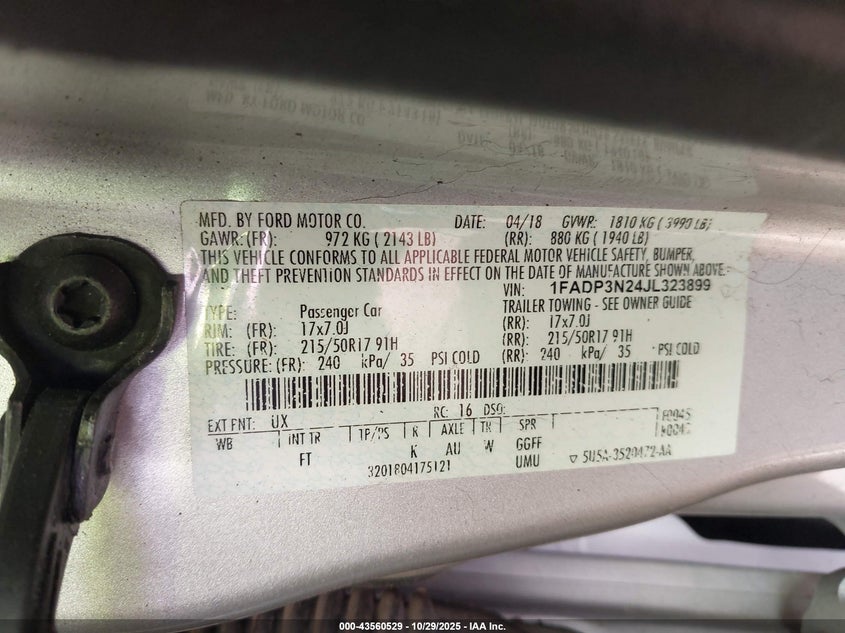 MFD. BY FORD MOTOR CO. DATE: 04/18 GVWR: 1810 KG ( 3990 LB)
GAWR: (FR): 972 KG ( 2143 LB) (RR): 880 KG ( 1940 LB)
THIS VEHICLE CONFORMS TO ALL APPLICABLE FEDERAL MOTOR VEHICLE SAFETY, BUMPER,
AND THEFT PREVENTION STANDARDS IN EFFECT ON THE DATE OF MANUFACTURE SHOWN ABOVE.
VIN: 1FADP3N24JL323899
TYPE: Passenger Car TRAILER TOWING - SEE OWNER GUIDE
RIM: (FR): 17x7.0J (RR): 17x7.0J
TIRE: (FR): 215/50R17 91H (RR): 215/50R17 91H
PRESSURE: (FR): 240 kPa/ 35 PSI COLD (RR): 240 kPa/ 35 PSI COLD
EXT PNT: UX RC: 16 DSO:
WB INT TR TP/PS R AXLE TR SPR
FT K AU W GGFF
3201804175121 UMU 5U5A-3520472-AA
000-43560529 - 10/29/2025 - IAA Inc.